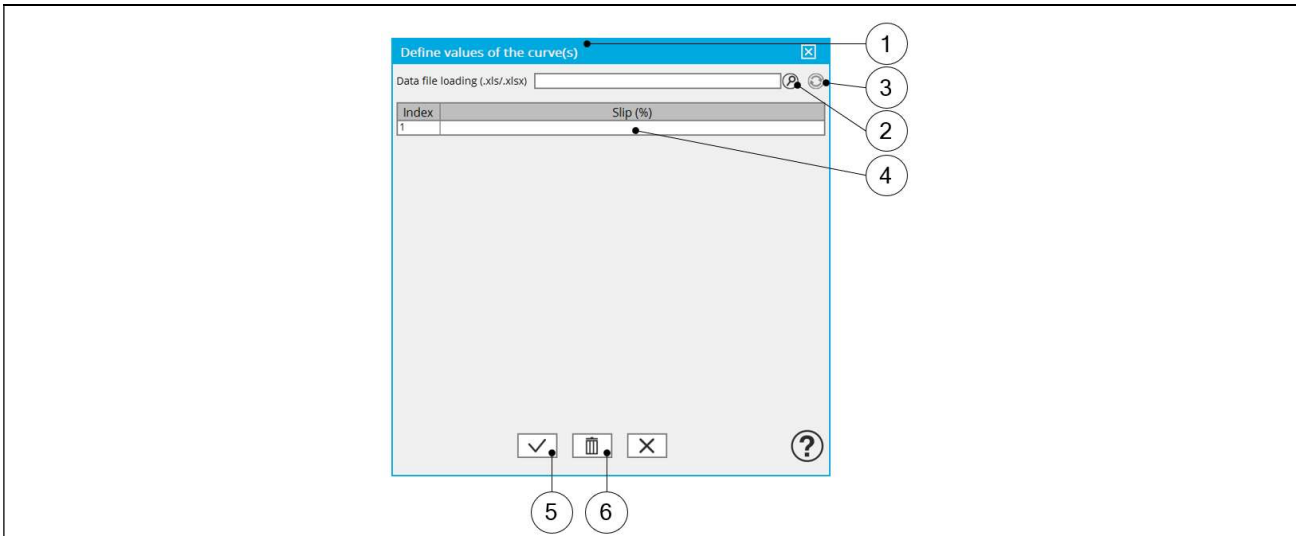 Define values of the curve(s)
1
Data file loading (.xls/.xlsx)
3
Index Slip (%)
1
2
4
?
5 6